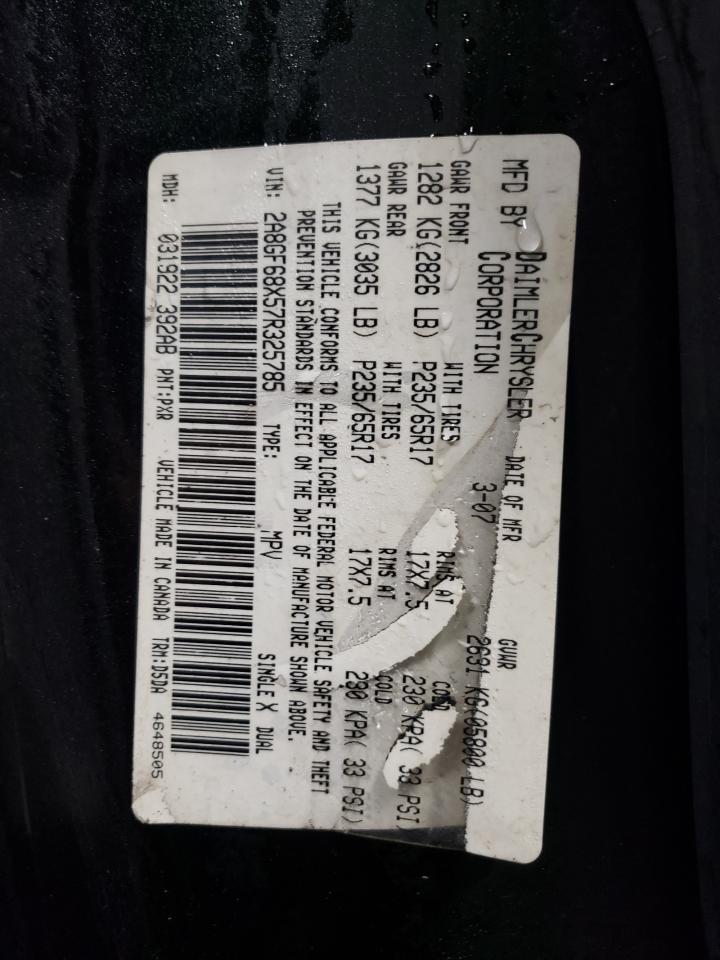 MFD BY DAIMLERCHRYSLER CORPORATION
DATE OF MFR 3-07
GVWR 2631 KG(05800 LB)
GAWR FRONT WITH TIRES RIMS AT COLD
1282 KG(2826 LB) P235/65R17 17X7.5 230 KPA( 33 PSI)
GAWR REAR WITH TIRES RIMS AT COLD
1377 KG(3035 LB) P235/65R17 17X7.5 230 KPA( 33 PSI)
THIS VEHICLE CONFORMS TO ALL APPLICABLE FEDERAL MOTOR VEHICLE SAFETY AND THEFT
PREVENTION STANDARDS IN EFFECT ON THE DATE OF MANUFACTURE SHOWN ABOVE.
VIN: 2A8GF68X57R325785 TYPE: MPV SINGLE X DUAL
MDH: 031922 392AB PNT:PXR VEHICLE MADE IN CANADA TRM:D5DA 4648505